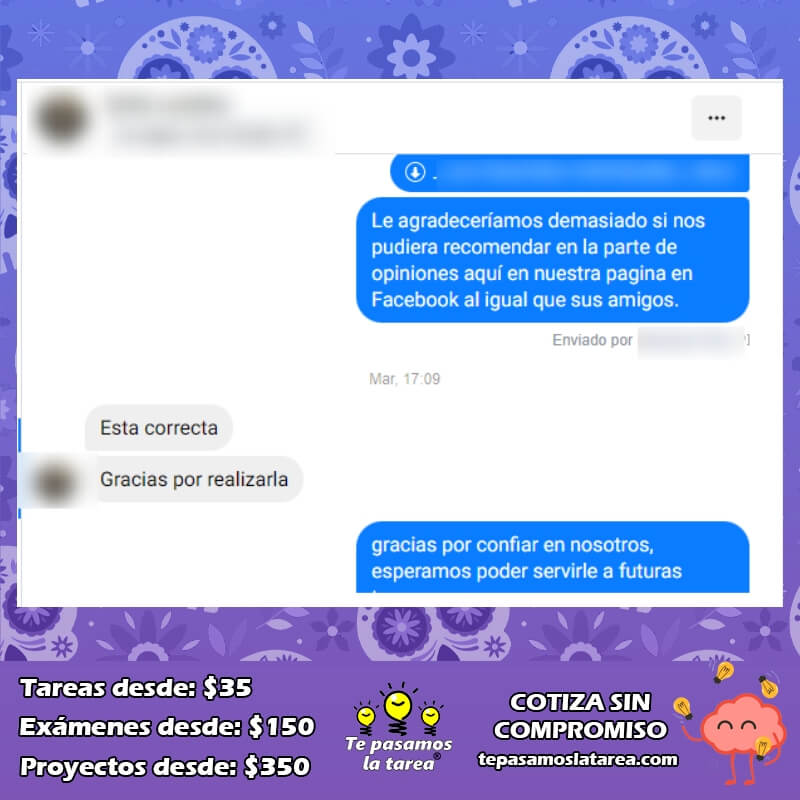 Le agradeceríamos demasiado si nos
pudiera recomendar en la parte de
opiniones aquí en nuestra pagina en
Facebook al igual que sus amigos.
Enviado por
Mar, 17:09
Esta correcta
Gracias por realizarla
gracias por confiar en nosotros,
esperamos poder servirle a futuras
Tareas desde: $35
Exámenes desde: $150
Proyectos desde: $350
Te pasamos
la tarea®
COTIZA SIN
COMPROMISO
tepasamoslatarea.com